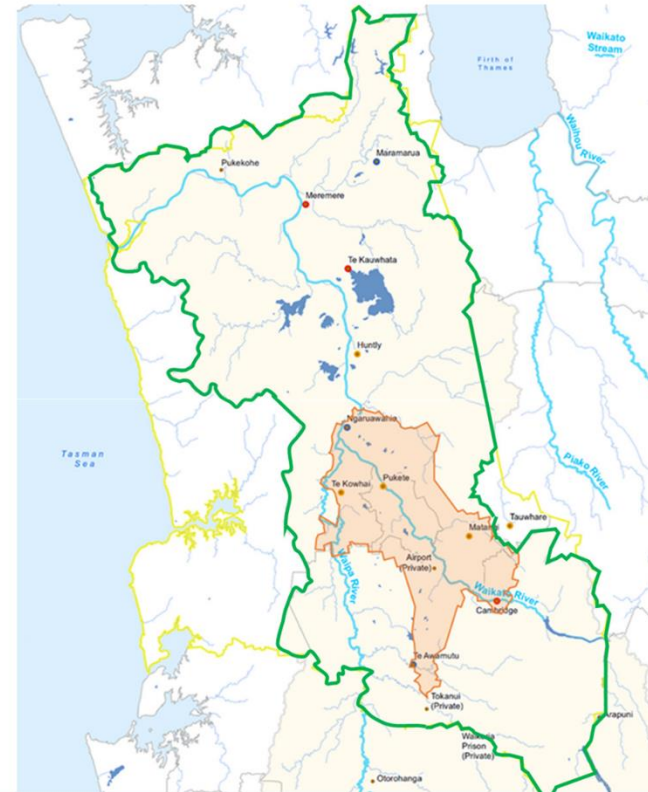 Waikato
Stream
Firth of
Thames
Waihou River
Pukekohe
Maramarua
Meremere
Te Kauwhata
Huntly
Ngaruawahia
Tasman
Sea
Piako River
Te Kowhai
Pukete
Tauwhare
Matangi
Airport
(Private)
Waipa River
Waikato River
Cambridge
Te Awamutu
Tokanui
(Private)
Arapuni
Waikeria
Prison
(Private)
Otorohanga